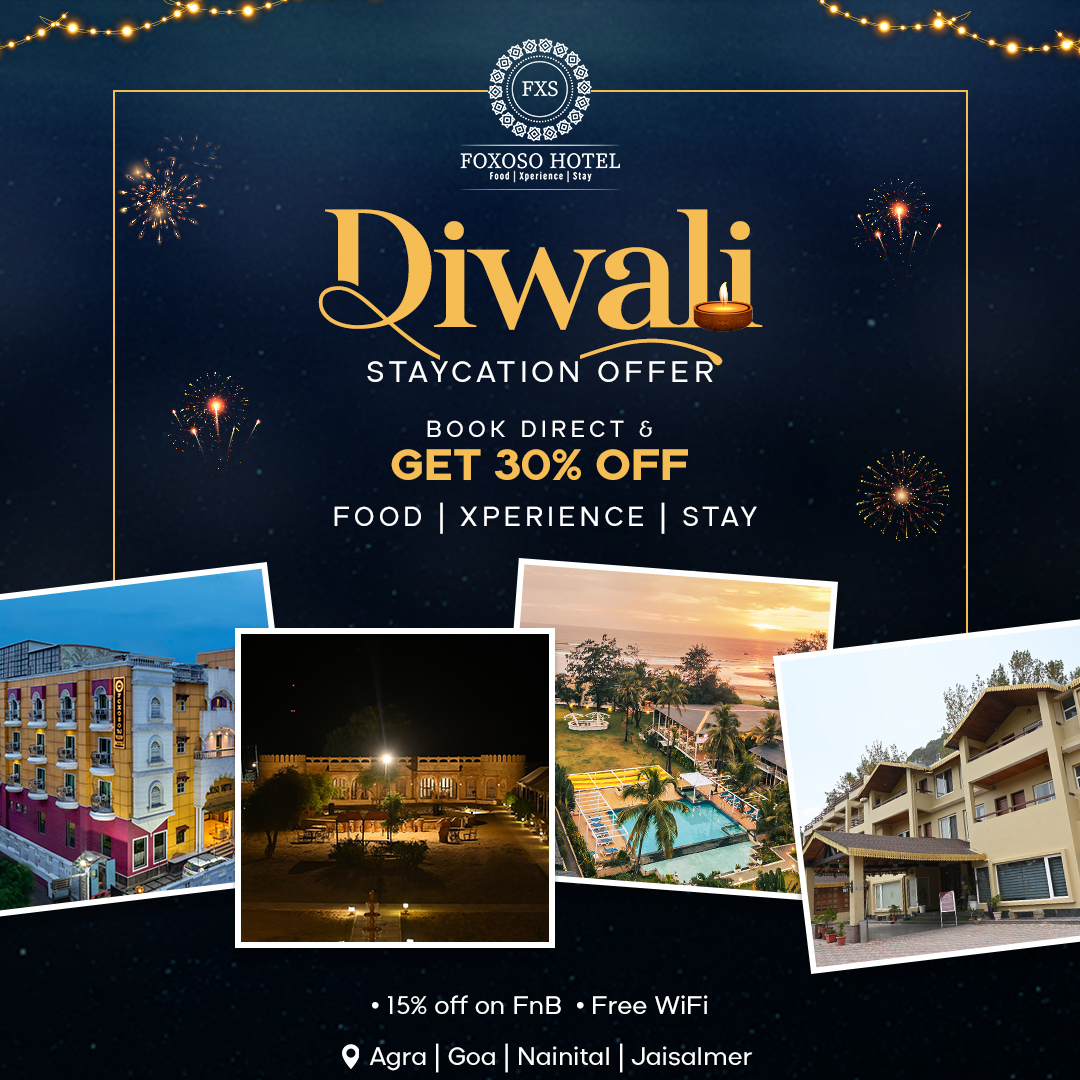 FXS
FOXOSO HOTEL
Food | Xperience | Stay
Diwali
STAYCATION OFFER
BOOK DIRECT &
GET 30% OFF
FOOD | XPERIENCE | STAY
• 15% off on FnB • Free WiFi
Agra | Goa | Nainital | Jaisalmer